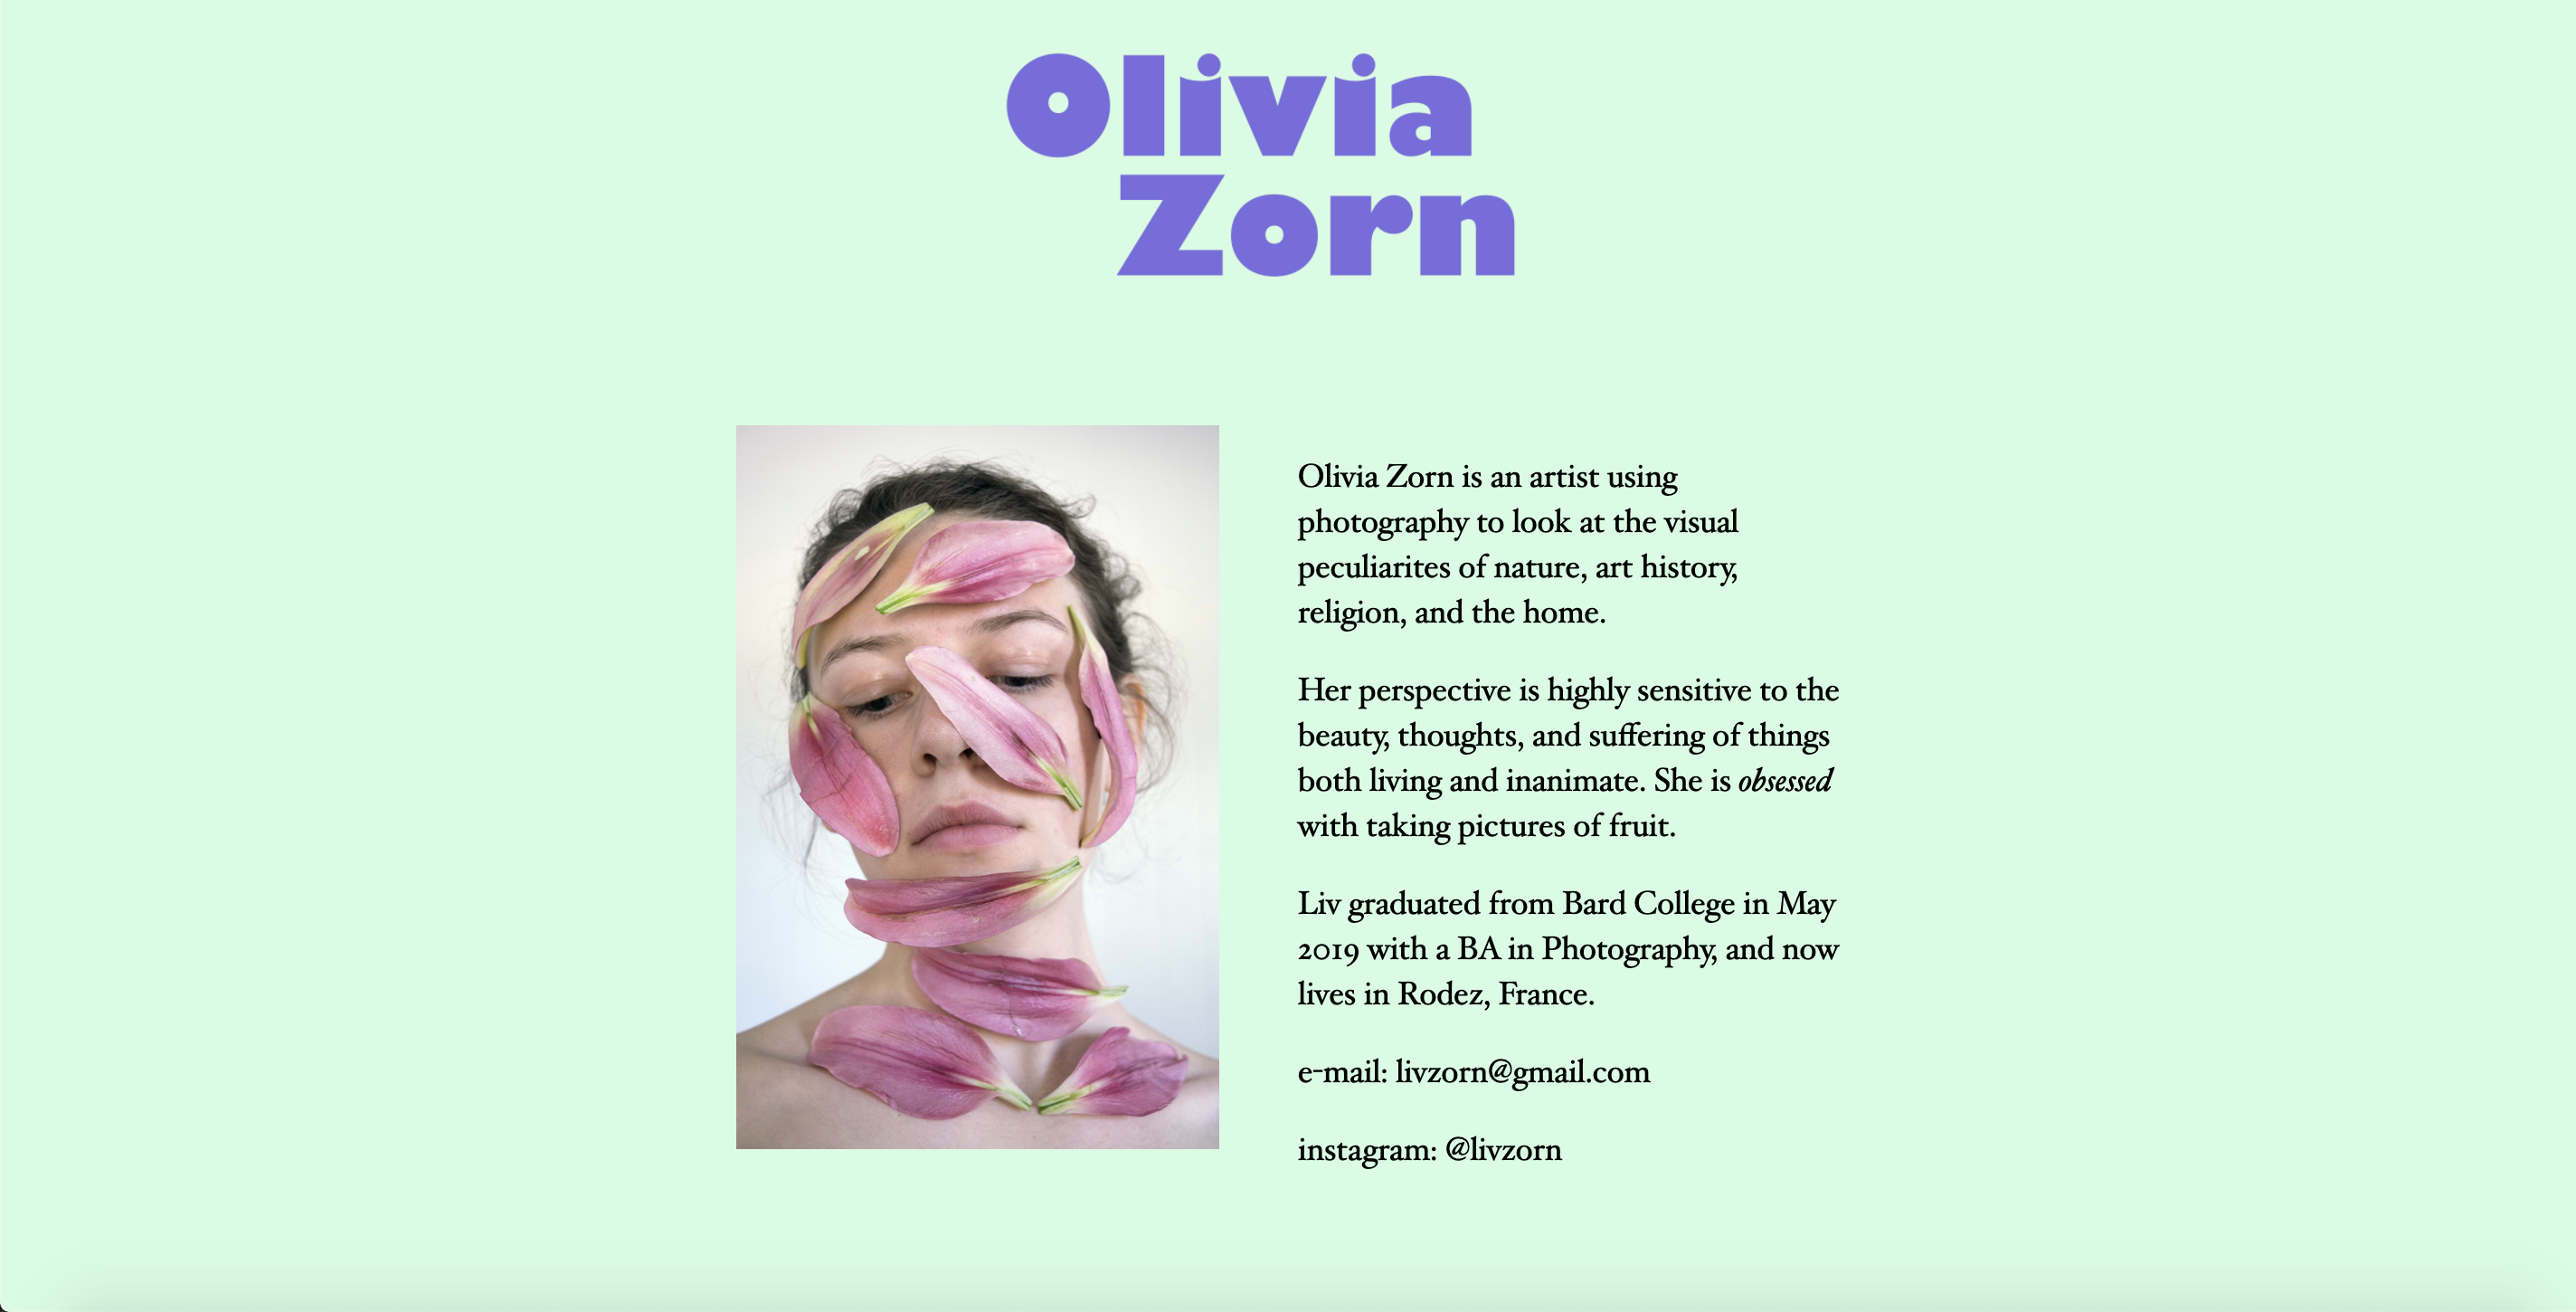 Olivia
Zorn
Olivia Zorn is an artist using
photography to look at the visual
peculiarites of nature, art history,
religion, and the home.
Her perspective is highly sensitive to the
beauty, thoughts, and suffering of things
both living and inanimate. She is obsessed
with taking pictures of fruit.
Liv graduated from Bard College in May
2019 with a BA in Photography, and now
lives in Rodez, France.
e-mail: livzorn@gmail.com
instagram: @livzorn